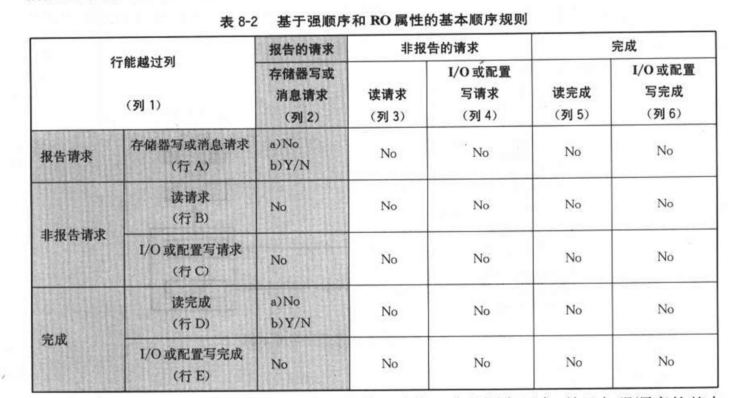 表 8-2 基于强顺序和 RO 属性的基本顺序规则
行能越过列
(列 1)
报告的请求
非报告的请求
完成
存储器写或
消息请求
(列 2)
读请求
(列 3)
I/O 或配置
写请求
(列 4)
读完成
(列 5)
I/O 或配置
写完成
(列 6)
报告请求
存储器写或消息请求
(行 A)
a)No
b)Y/N
No
No
No
No
非报告请求
读请求
(行 B)
No
No
No
No
No
I/O 或配置写请求
(行 C)
No
No
No
No
No
完成
读完成
(行 D)
a)No
b)Y/N
No
No
No
No
I/O 或配置写完成
(行 E)
No
No
No
No
No